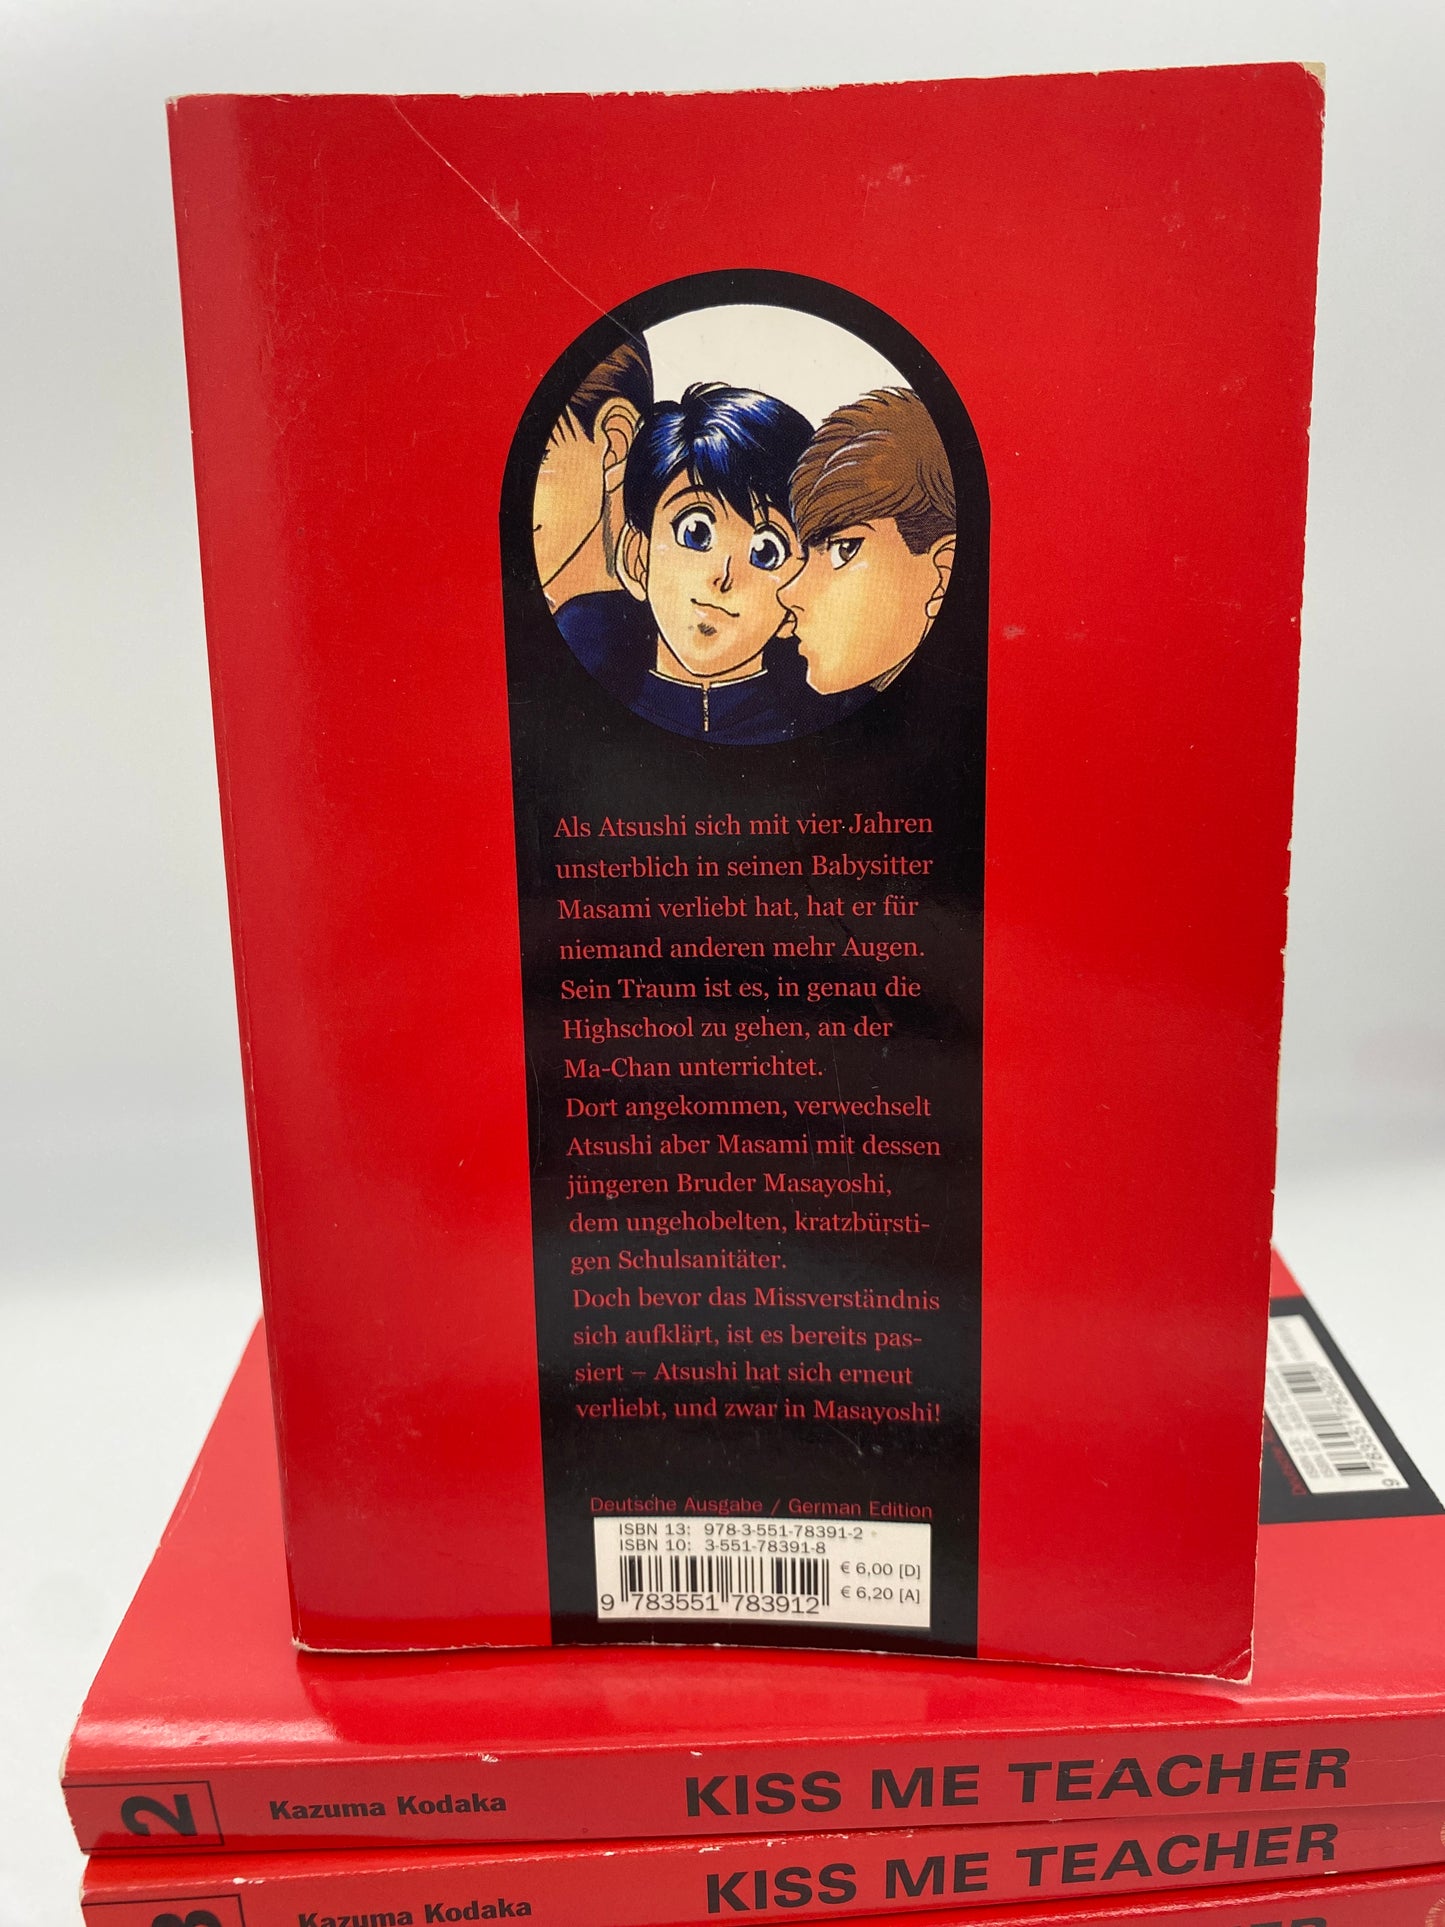 Als Atsushi sich mit vier Jahren
unsterblich in seinen Babysitter
Masami verliebt hat, hat er für
niemand anderen mehr Augen.
Sein Traum ist es, in genau die
Highschool zu gehen, an der
Ma-Chan unterrichtet.
Dort angekommen, verwechselt
Atsushi aber Masami mit dessen
jüngeren Bruder Masayoshi,
dem ungehobelten, kratzbürsti-
gen Schulsanitäter.
Doch bevor das Missverständnis
sich aufklärt, ist es bereits pas-
siert – Atsushi hat sich erneut
verliebt, und zwar in Masayoshi!
Deutsche Ausgabe / German Edition
ISBN 13: 978-3-551-78391-2
ISBN 10: 3-551-78391-8
€ 6,00 [D]
€ 6,20 [A]
9 783551 783912
2 Kazuma Kodaka KISS ME TEACHER
3 Kazuma Kodaka KISS ME TEACHER